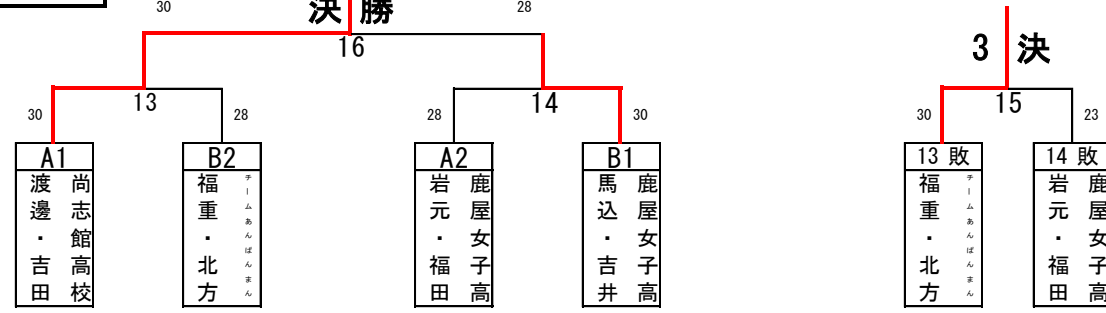 30
決勝
28
16
3決
13
14
15
30
28
28
30
30
23
A1
B2
A2
B1
13敗
14敗
渡邊・吉田
尚志館高校
福重・北方
チームあんぱんまん
岩元・福田
鹿屋女子高
馬込・吉井
鹿屋女子高
福重・北方
チームあんぱんまん
岩元・福田
鹿屋女子高